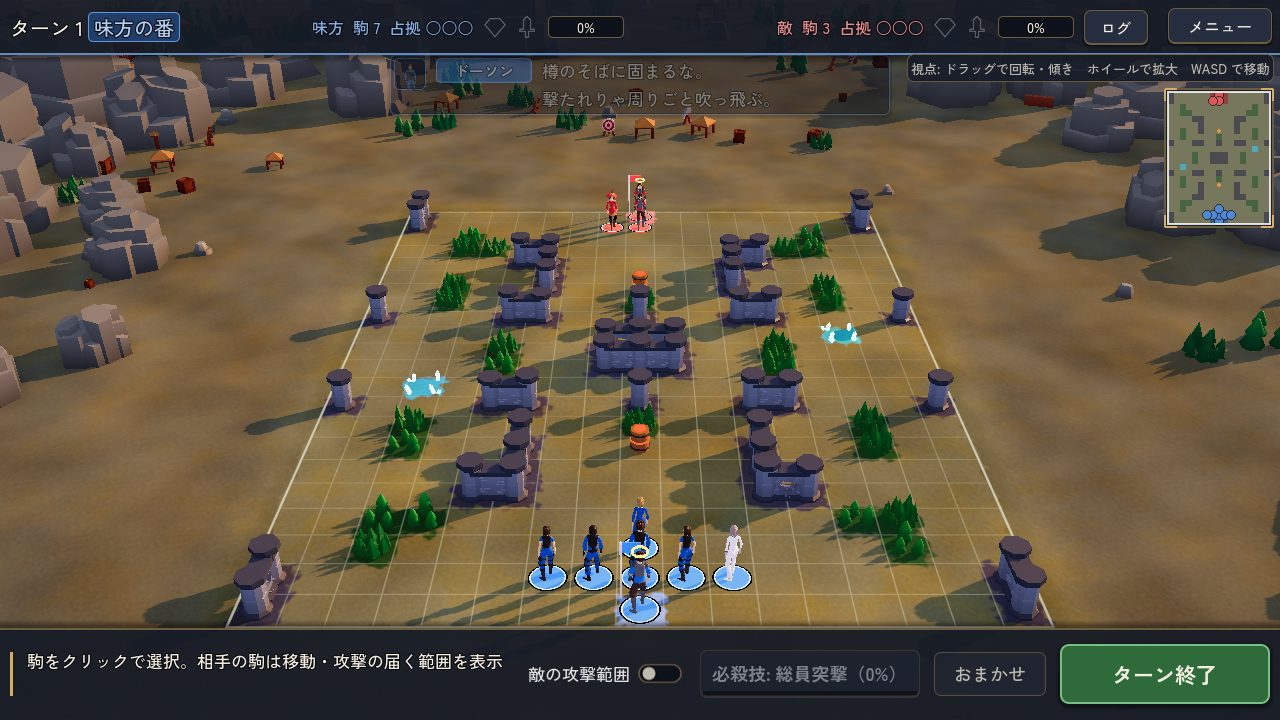 ターン 1 味方の番
味方 駒 7 占拠 ○○○ 0%
敵 駒 3 占拠 ○○○ 0%
ログ
メニュー
ドーソン
樽のそばに固まるな。
撃たれりゃ周りごと吹っ飛ぶ。
視点: ドラッグで回転・傾き ホイールで拡大 WASD で移動
駒をクリックで選択。相手の駒は移動・攻撃の届く範囲を表示
敵の攻撃範囲
必殺技: 総員突撃（0%）
おまかせ
ターン終了